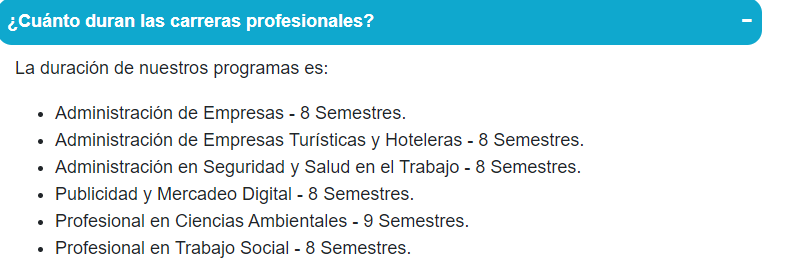 ¿Cuánto duran las carreras profesionales? −
La duración de nuestros programas es:
• Administración de Empresas - 8 Semestres.
• Administración de Empresas Turísticas y Hoteleras - 8 Semestres.
• Administración en Seguridad y Salud en el Trabajo - 8 Semestres.
• Publicidad y Mercadeo Digital - 8 Semestres.
• Profesional en Ciencias Ambientales - 9 Semestres.
• Profesional en Trabajo Social - 8 Semestres.